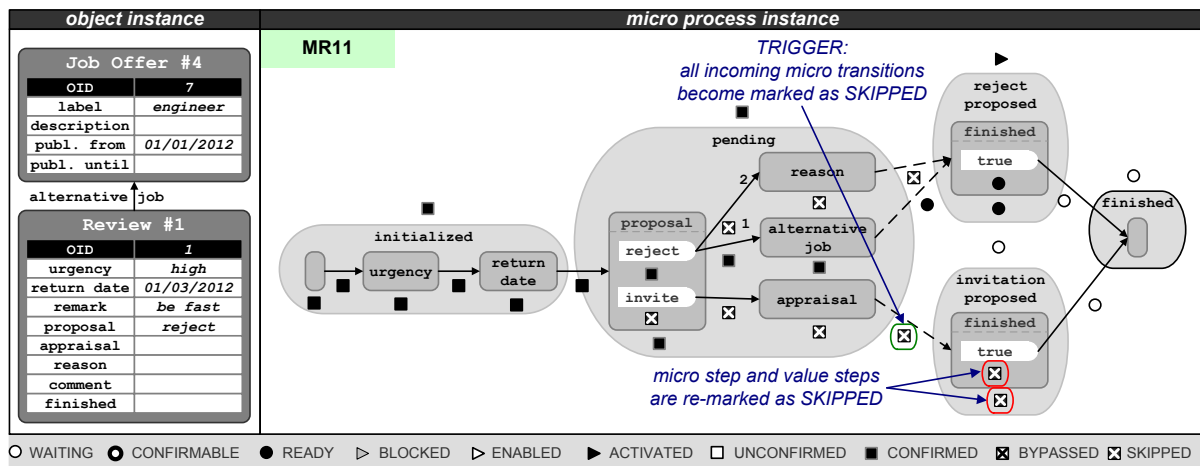 object instance
micro process instance
Job Offer #4
OID 7
label engineer
description
publ. from 01/01/2012
publ. until
alternative job
Review #1
OID 1
urgency high
return date 01/03/2012
remark be fast
proposal reject
appraisal
reason
comment
finished
MR11
TRIGGER:
all incoming micro transitions
become marked as SKIPPED
initialized
urgency
return
date
pending
proposal
reject
invite
2
1
reason
alternative
job
appraisal
reject
proposed
finished
true
invitation
proposed
finished
true
finished
micro step and value steps
are re-marked as SKIPPED
WAITING CONFIRMABLE READY BLOCKED ENABLED ACTIVATED UNCONFIRMED CONFIRMED BYPASSED SKIPPED